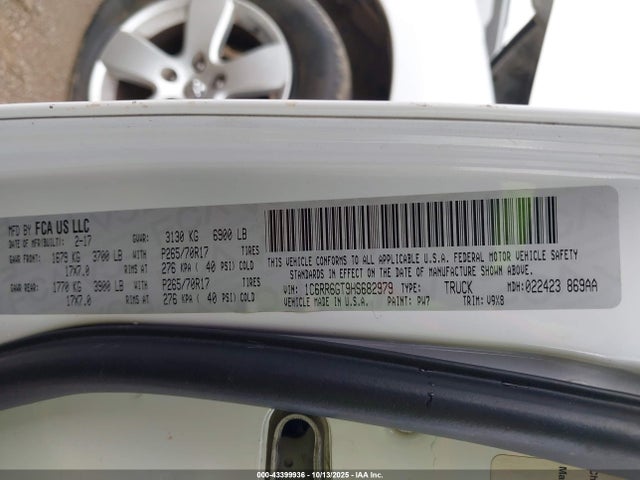 MFD BY FCA US LLC
DATE OF MFR(BUILT): 2-17 GVWR: 3130 KG 6900 LB
GAWR FRONT: 1679 KG 3700 LB WITH P265/70R17 TIRES
17X7.0 RIMS AT 276 KPA ( 40 PSI) COLD
GAWR REAR: 1770 KG 3900 LB WITH P265/70R17 TIRES
17X7.0 RIMS AT 276 KPA ( 40 PSI) COLD
THIS VEHICLE CONFORMS TO ALL APPLICABLE U.S.A. FEDERAL MOTOR VEHICLE SAFETY
STANDARDS IN EFFECT ON THE DATE OF MANUFACTURE SHOWN ABOVE.
VIN: 1C6RR6GT9HS682979 TYPE: TRUCK MDH: 022423 869AA
VEHICLE MADE IN U.S.A. PAINT: PW7 TRIM: V9X8
000-43399936 - 10/13/2025 - IAAI.com